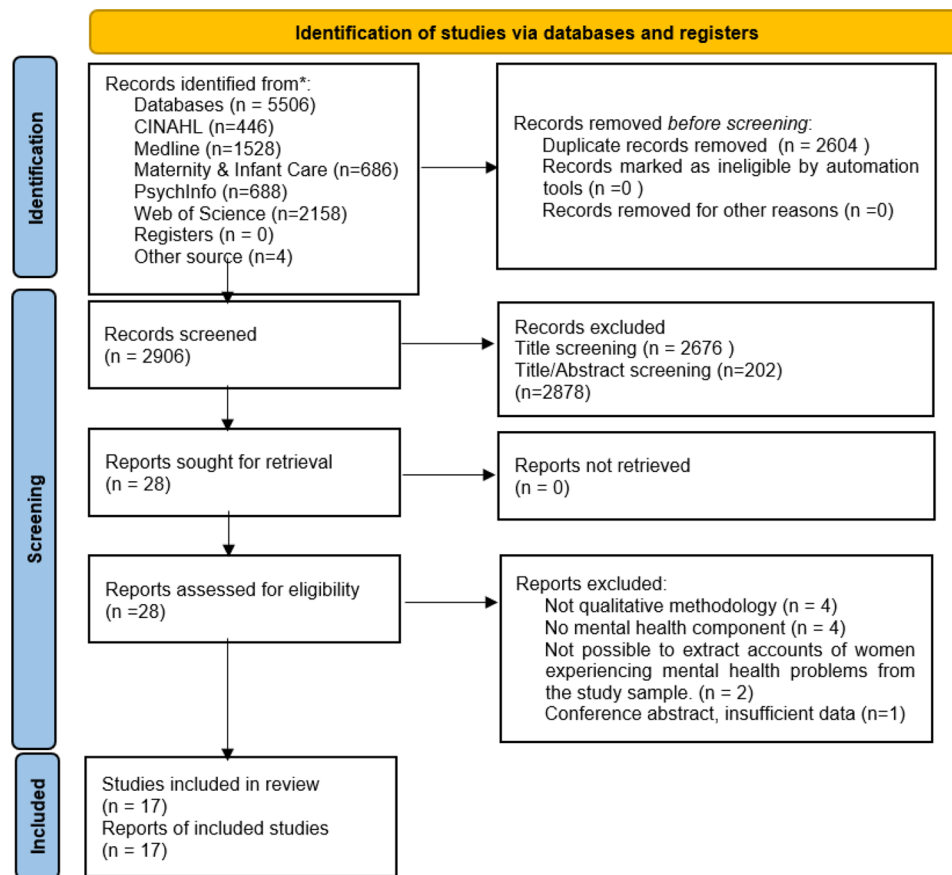 Identification of studies via databases and registers
Identification
Records identified from*:
Databases (n = 5506)
CINAHL (n=446)
Medline (n=1528)
Maternity & Infant Care (n=686)
PsychInfo (n=688)
Web of Science (n=2158)
Registers (n = 0)
Other source (n=4)
Records removed before screening:
Duplicate records removed (n = 2604 )
Records marked as ineligible by automation
tools (n =0 )
Records removed for other reasons (n =0)
Screening
Records screened
(n = 2906)
Records excluded
Title screening (n = 2676 )
Title/Abstract screening (n=202)
(n=2878)
Reports sought for retrieval
(n = 28)
Reports not retrieved
(n = 0)
Reports assessed for eligibility
(n =28)
Reports excluded:
Not qualitative methodology (n = 4)
No mental health component (n = 4)
Not possible to extract accounts of women
experiencing mental health problems from
the study sample. (n = 2)
Conference abstract, insufficient data (n=1)
Included
Studies included in review
(n = 17)
Reports of included studies
(n = 17)